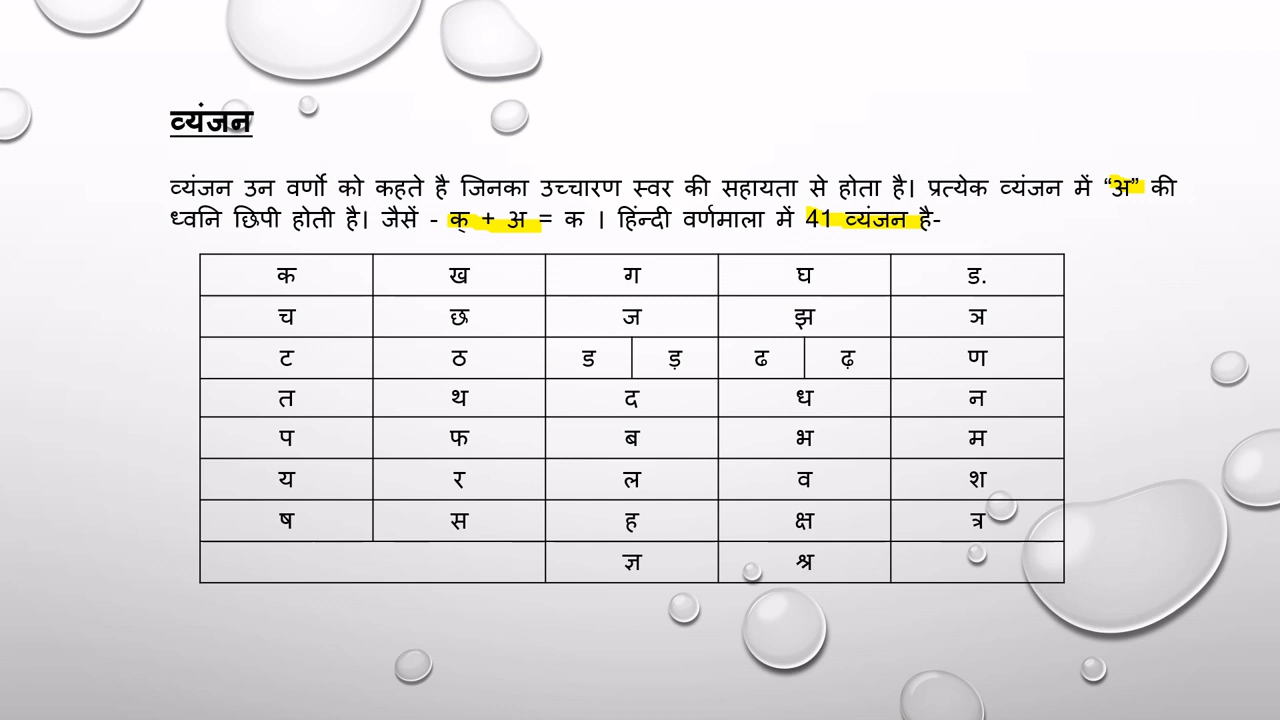 व्यंजन
व्यंजन उन वर्णो को कहते है जिनका उच्चारण स्वर की सहायता से होता है। प्रत्येक व्यंजन में “अ” की
ध्वनि छिपी होती है। जैसें - क् + अ = क । हिंन्दी वर्णमाला में 41 व्यंजन है-
क ख ग घ ड.
च छ ज झ ञ
ट ठ ड ड़ ढ ढ़ ण
त थ द ध न
प फ ब भ म
य र ल व श
ष स ह क्ष त्र
ज्ञ श्र